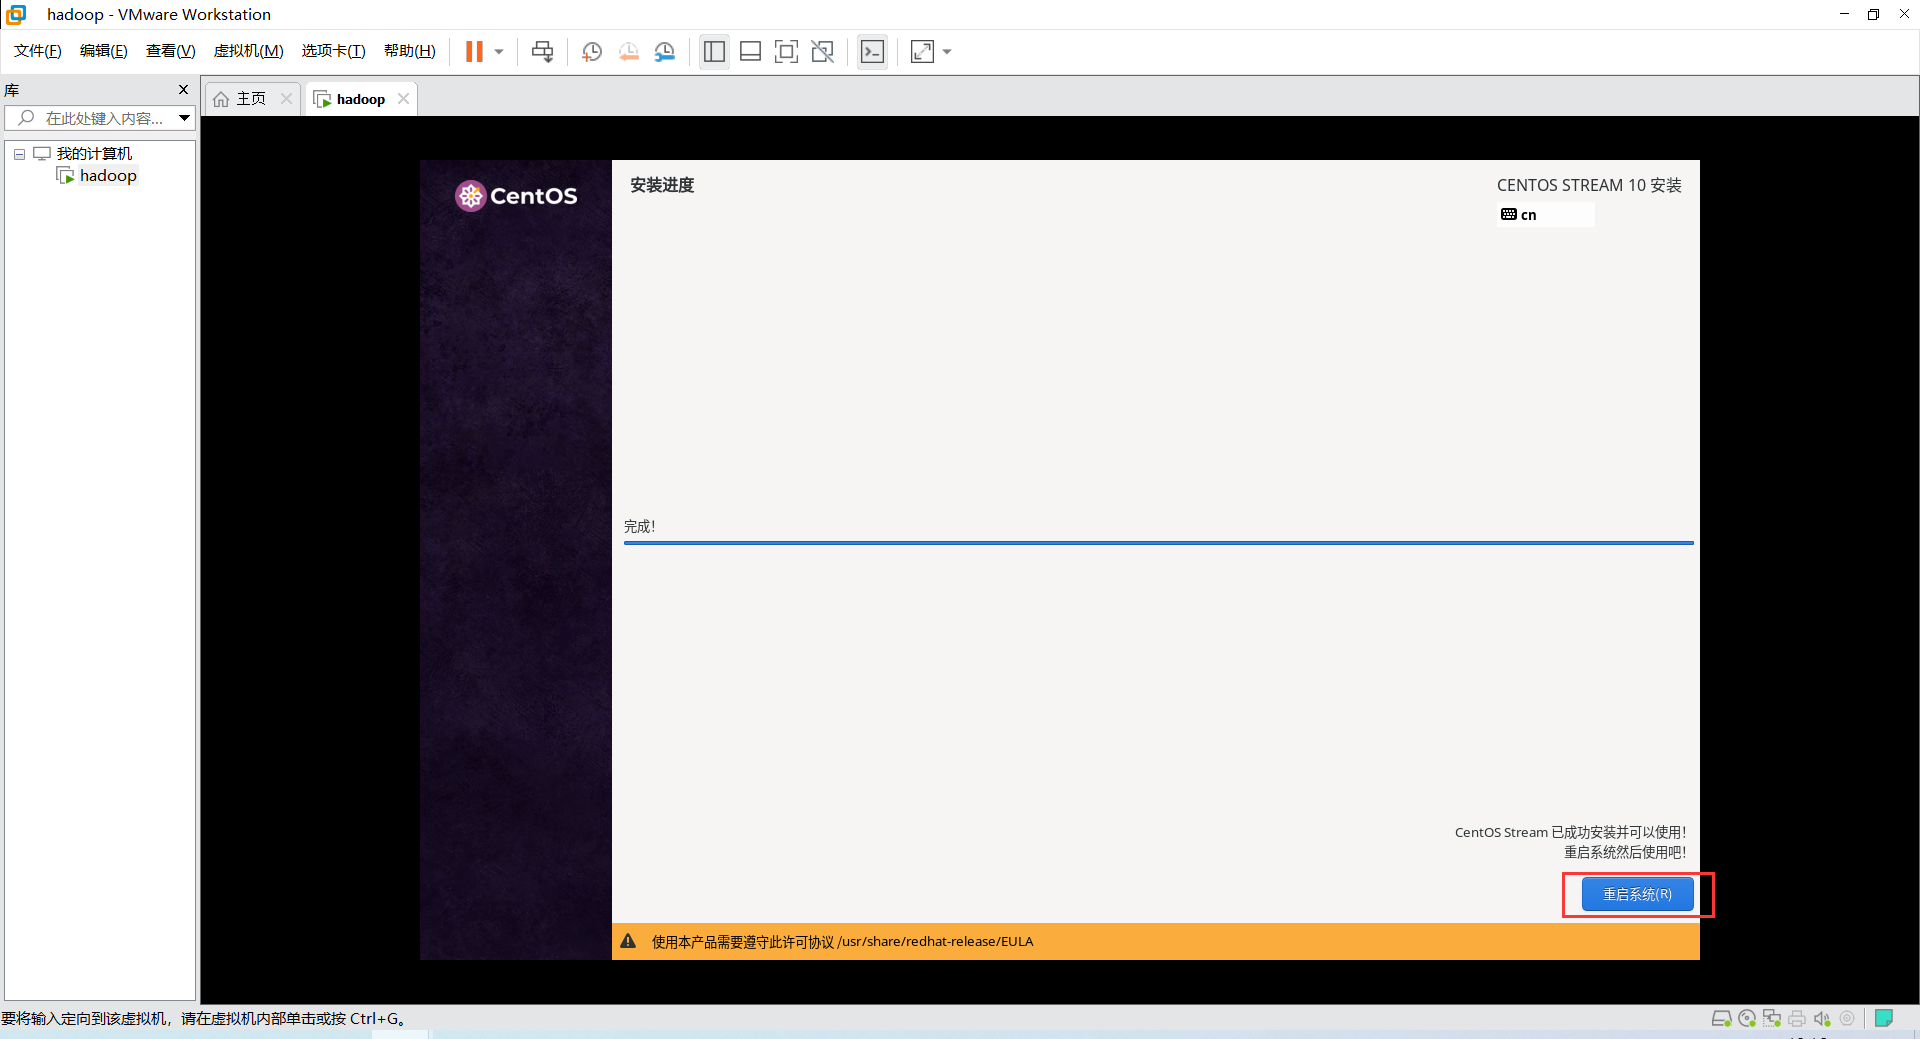 hadoop - VMware Workstation
文件(F) 编辑(E) 查看(V) 虚拟机(M) 选项卡(T) 帮助(H)
库
主页 hadoop
在此处键入内容...
我的计算机
hadoop
CentOS
安装进度
CENTOS STREAM 10 安装
cn
完成!
CentOS Stream 已成功安装并可以使用!
重启系统然后使用吧!
重启系统(R)
使用本产品需要遵守此许可协议 /usr/share/redhat-release/EULA
要将输入定向到该虚拟机，请在虚拟机内部单击或按 Ctrl+G。